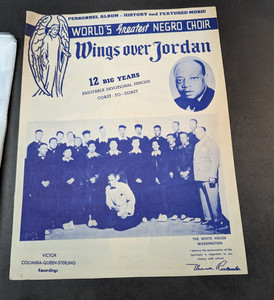 PERSONNEL ALBUM - HISTORY and FEATURED MUSIC
WORLD'S Greatest NEGRO CHOIR
Wings over Jordan
12 BIG YEARS
ENJOYABLE DEVOTIONAL PERIODS
COAST-TO-COAST
THE WHITE HOUSE
WASHINGTON
VICTOR
COLUMBIA-QUEEN-STERLING
Recordings